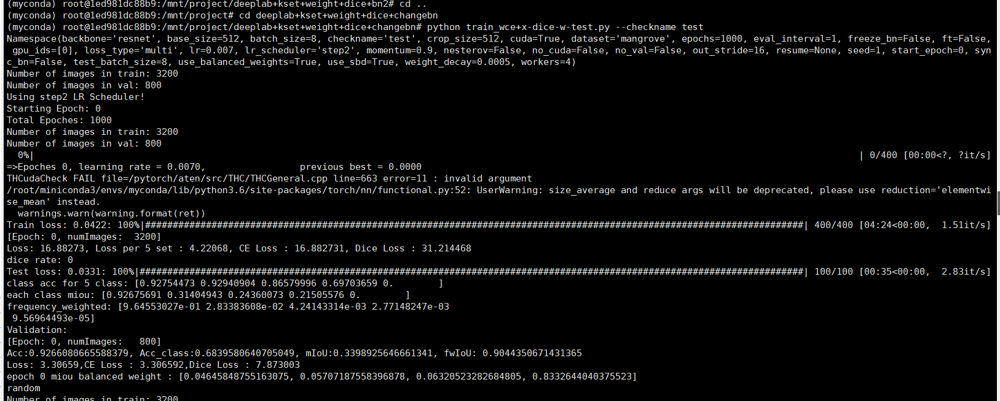 (myconda) root@1ed981dc88b9:/mnt/project/deeplab+kset+weight+dice+bn2# cd ..
(myconda) root@1ed981dc88b9:/mnt/project# cd deeplab+kset+weight+dice+changebn
(myconda) root@1ed981dc88b9:/mnt/project/deeplab+kset+weight+dice+changebn# python train_wce+x-dice-w-test.py --checkname test
Namespace(backbone='resnet', base_size=512, batch_size=8, checkname='test', crop_size=512, cuda=True, dataset='mangrove', epochs=1000, eval_interval=1, freeze_bn=False, ft=False,
 gpu_ids=[0], loss_type='multi', lr=0.007, lr_scheduler='step2', momentum=0.9, nesterov=False, no_cuda=False, no_val=False, out_stride=16, resume=None, seed=1, start_epoch=0, syn
c_bn=False, test_batch_size=8, use_balanced_weights=True, use_sbd=True, weight_decay=0.0005, workers=4)
Number of images in train: 3200
Number of images in val: 800
Using step2 LR Scheduler!
Starting Epoch: 0
Total Epoches: 1000
Number of images in train: 3200
Number of images in val: 800
  0%| | 0/400 [00:00<?, ?it/s]
=>Epoches 0, learning rate = 0.0070,                 previous best = 0.0000
THCudaCheck FAIL file=/pytorch/aten/src/THC/THCGeneral.cpp line=663 error=11 : invalid argument
/root/miniconda3/envs/myconda/lib/python3.6/site-packages/torch/nn/functional.py:52: UserWarning: size_average and reduce args will be deprecated, please use reduction='elementwi
se_mean' instead.
  warnings.warn(warning.format(ret))
Train loss: 0.0422: 100%|#######################################################################################################################| 400/400 [04:24<00:00,  1.51it/s]
[Epoch: 0, numImages:  3200]
Loss: 16.88273, Loss per 5 set : 4.22068, CE Loss : 16.882731, Dice Loss : 31.214468
dice rate: 0
Test loss: 0.0331: 100%|########################################################################################################################| 100/100 [00:35<00:00,  2.83it/s]
class acc for 5 class: [0.92754473 0.92940904 0.86579996 0.69703659 0.        ]
each class miou: [0.92675691 0.31404943 0.24360073 0.21505576 0.        ]
frequency_weighted: [9.64553027e-01 2.83383608e-02 4.24143314e-03 2.77148247e-03
 9.56964493e-05]
Validation:
[Epoch: 0, numImages:   800]
Acc:0.9266080665588379, Acc_class:0.6839580640705049, mIoU:0.3398925646661341, fwIoU: 0.9044350671431365
Loss: 3.30659,CE Loss : 3.306592,Dice Loss : 7.873003
epoch 0 miou balanced weight : [0.04645848755163075, 0.05707187558396878, 0.06320523282684805, 0.8332644040375523]
random
Number of images in train: 3200